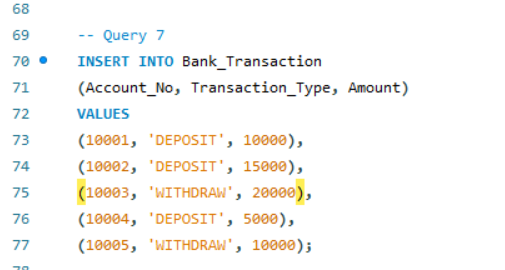 68
69 -- Query 7
70 INSERT INTO Bank_Transaction
71 (Account_No, Transaction_Type, Amount)
72 VALUES
73 (10001, 'DEPOSIT', 10000),
74 (10002, 'DEPOSIT', 15000),
75 (10003, 'WITHDRAW', 20000),
76 (10004, 'DEPOSIT', 5000),
77 (10005, 'WITHDRAW', 10000);